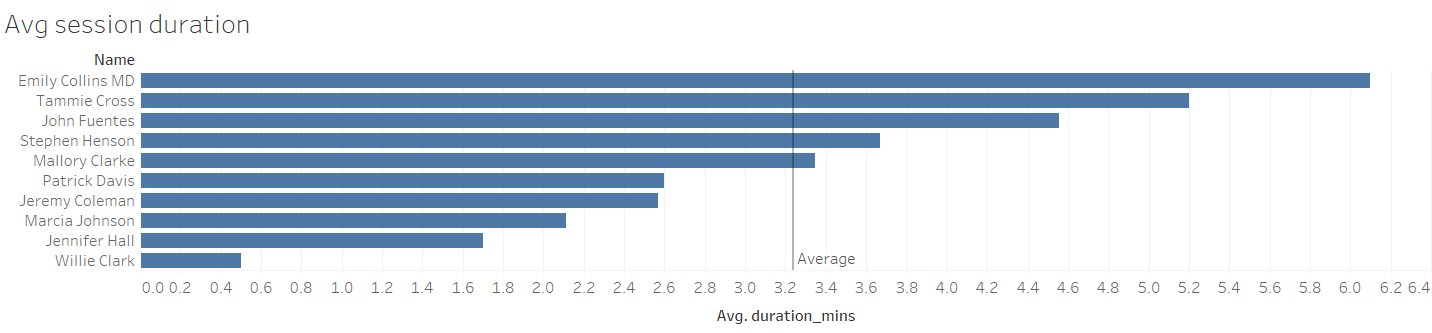 Avg session duration
Name
Emily Collins MD
Tammie Cross
John Fuentes
Stephen Henson
Mallory Clarke
Patrick Davis
Jeremy Coleman
Marcia Johnson
Jennifer Hall
Willie Clark
Average
0.0 0.2 0.4 0.6 0.8 1.0 1.2 1.4 1.6 1.8 2.0 2.2 2.4 2.6 2.8 3.0 3.2 3.4 3.6 3.8 4.0 4.2 4.4 4.6 4.8 5.0 5.2 5.4 5.6 5.8 6.0 6.2 6.4
Avg. duration_mins